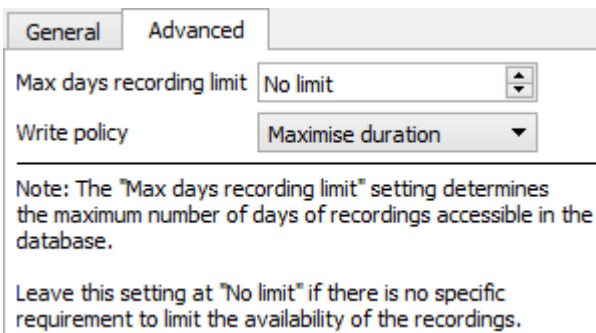 General Advanced
Max days recording limit No limit
Write policy Maximise duration
Note: The "Max days recording limit" setting determines
the maximum number of days of recordings accessible in the
database.
Leave this setting at "No limit" if there is no specific
requirement to limit the availability of the recordings.